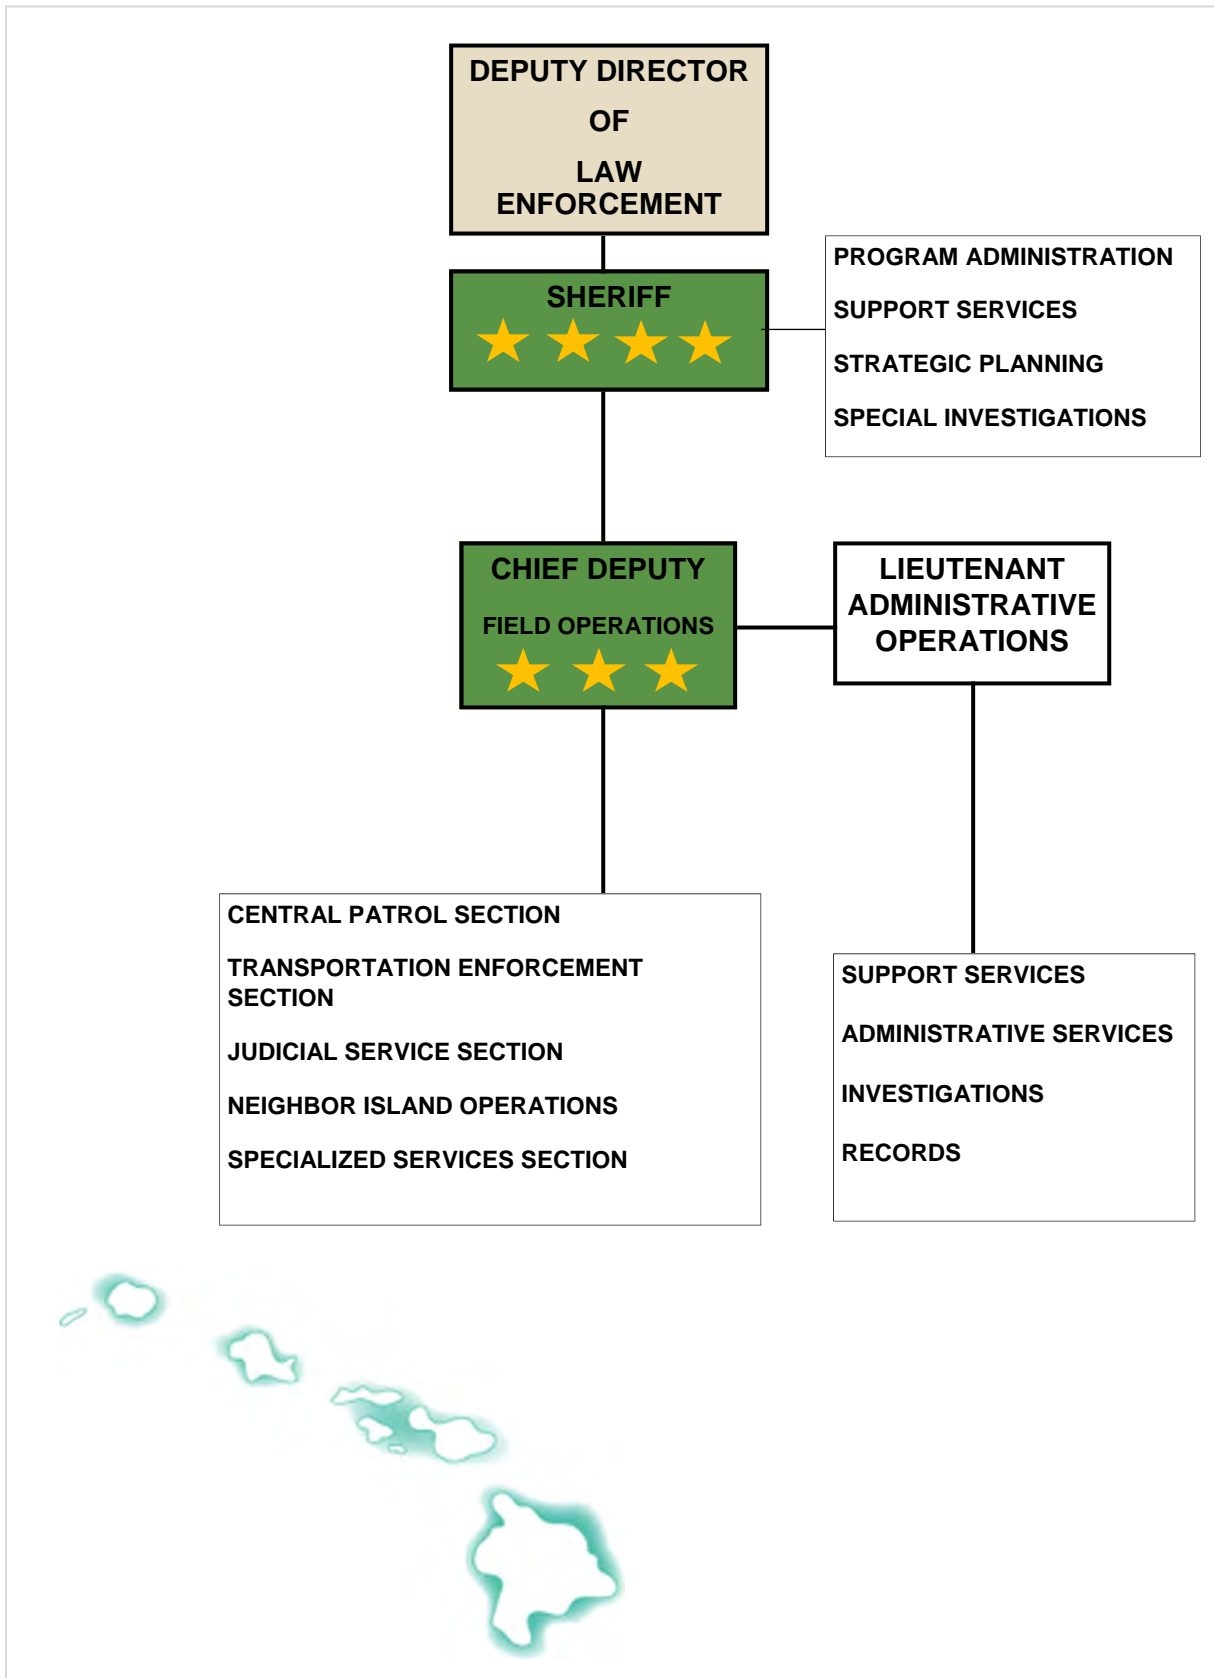 DEPUTY DIRECTOR
OF
LAW
ENFORCEMENT
SHERIFF
PROGRAM ADMINISTRATION
SUPPORT SERVICES
STRATEGIC PLANNING
SPECIAL INVESTIGATIONS
CHIEF DEPUTY
FIELD OPERATIONS
LIEUTENANT
ADMINISTRATIVE
OPERATIONS
CENTRAL PATROL SECTION
TRANSPORTATION ENFORCEMENT
SECTION
JUDICIAL SERVICE SECTION
NEIGHBOR ISLAND OPERATIONS
SPECIALIZED SERVICES SECTION
SUPPORT SERVICES
ADMINISTRATIVE SERVICES
INVESTIGATIONS
RECORDS